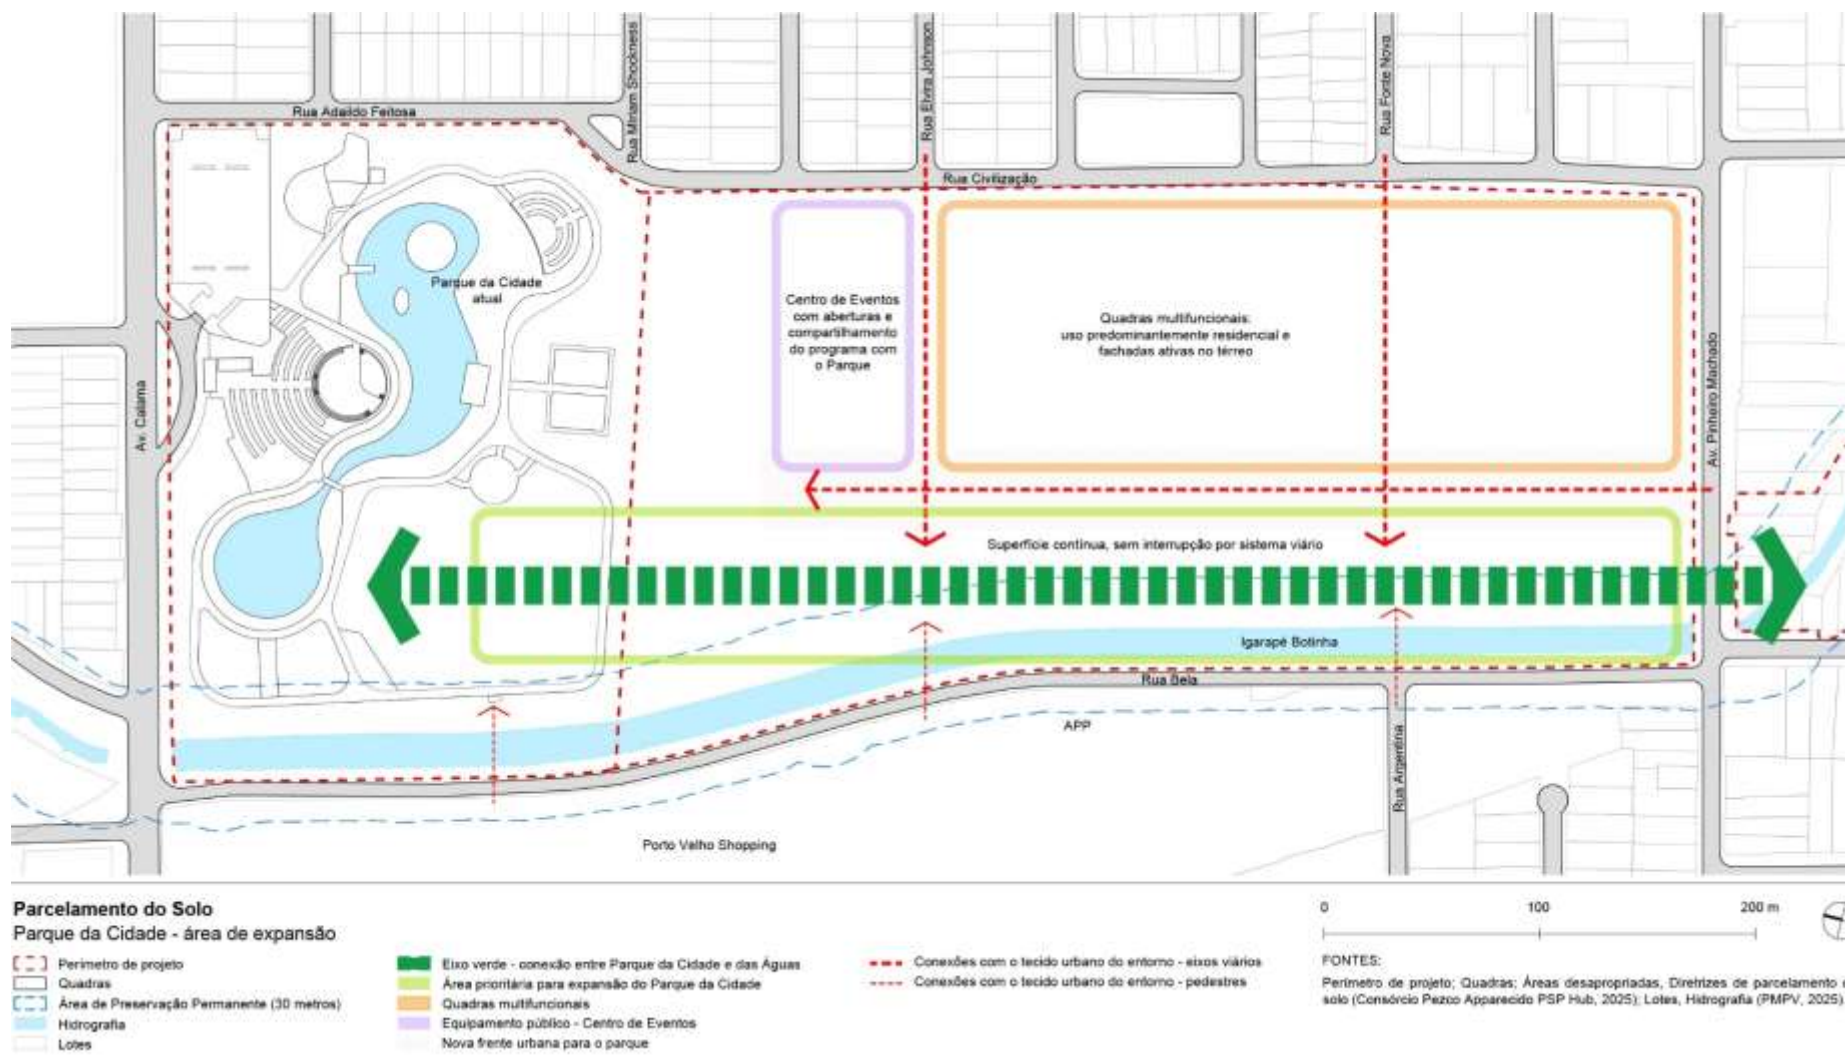 Rua Miriam Shockness
Rua Elvira Johnson
Rua Fonte Nova
Rua Adaildo Feitosa
Rua Civilização
Parque da Cidade
atual
Centro de Eventos
com aberturas e
compartilhamento
do programa com
o Parque
Quadras multifuncionais:
uso predominantemente residencial e
fachadas ativas no térreo
Av. Calama
Av. Pinheiro Machado
Superfície contínua, sem interrupção por sistema viário
Igarapé Botinha
Rua Bela
APP
Rua Argentina
Porto Velho Shopping
Parcelamento do Solo
Parque da Cidade - área de expansão
Perímetro de projeto
Quadras
Área de Preservação Permanente (30 metros)
Hidrografia
Lotes
Eixo verde - conexão entre Parque da Cidade e das Águas
Área prioritária para expansão do Parque da Cidade
Quadras multifuncionais
Equipamento público - Centro de Eventos
Nova frente urbana para o parque
Conexões com o tecido urbano do entorno - eixos viários
Conexões com o tecido urbano do entorno - pedestres
0 100 200 m
FONTES:
Perímetro de projeto; Quadras; Áreas desapropriadas, Diretrizes de parcelamento
solo (Consórcio Pezco Apparecido PSP Hub, 2025); Lotes, Hidrografia (PMPV, 2025)